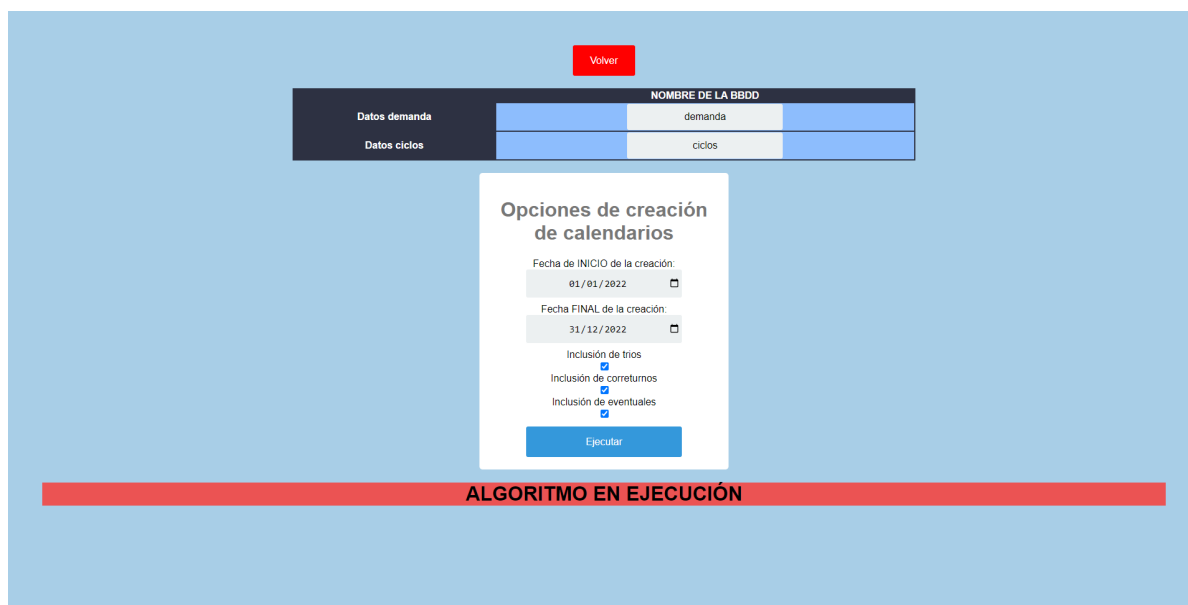 Volver
NOMBRE DE LA BBDD
Datos demanda demanda
Datos ciclos ciclos
Opciones de creación
de calendarios
Fecha de INICIO de la creación:
01/01/2022
Fecha FINAL de la creación:
31/12/2022
Inclusión de trios
Inclusión de correturnos
Inclusión de eventuales
Ejecutar
ALGORITMO EN EJECUCIÓN